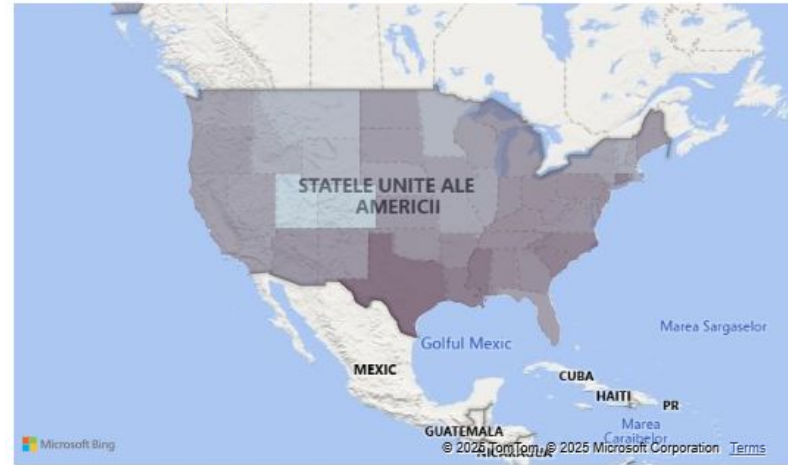 STATELE UNITE ALE
AMERICII
Marea Sargaselor
Golful Mexic
MEXIC
CUBA
HAITI
PR
Marea
Caraibelor
GUATEMALA
NICARAGUA
Microsoft Bing
© 2025 TomTom, © 2025 Microsoft Corporation Terms